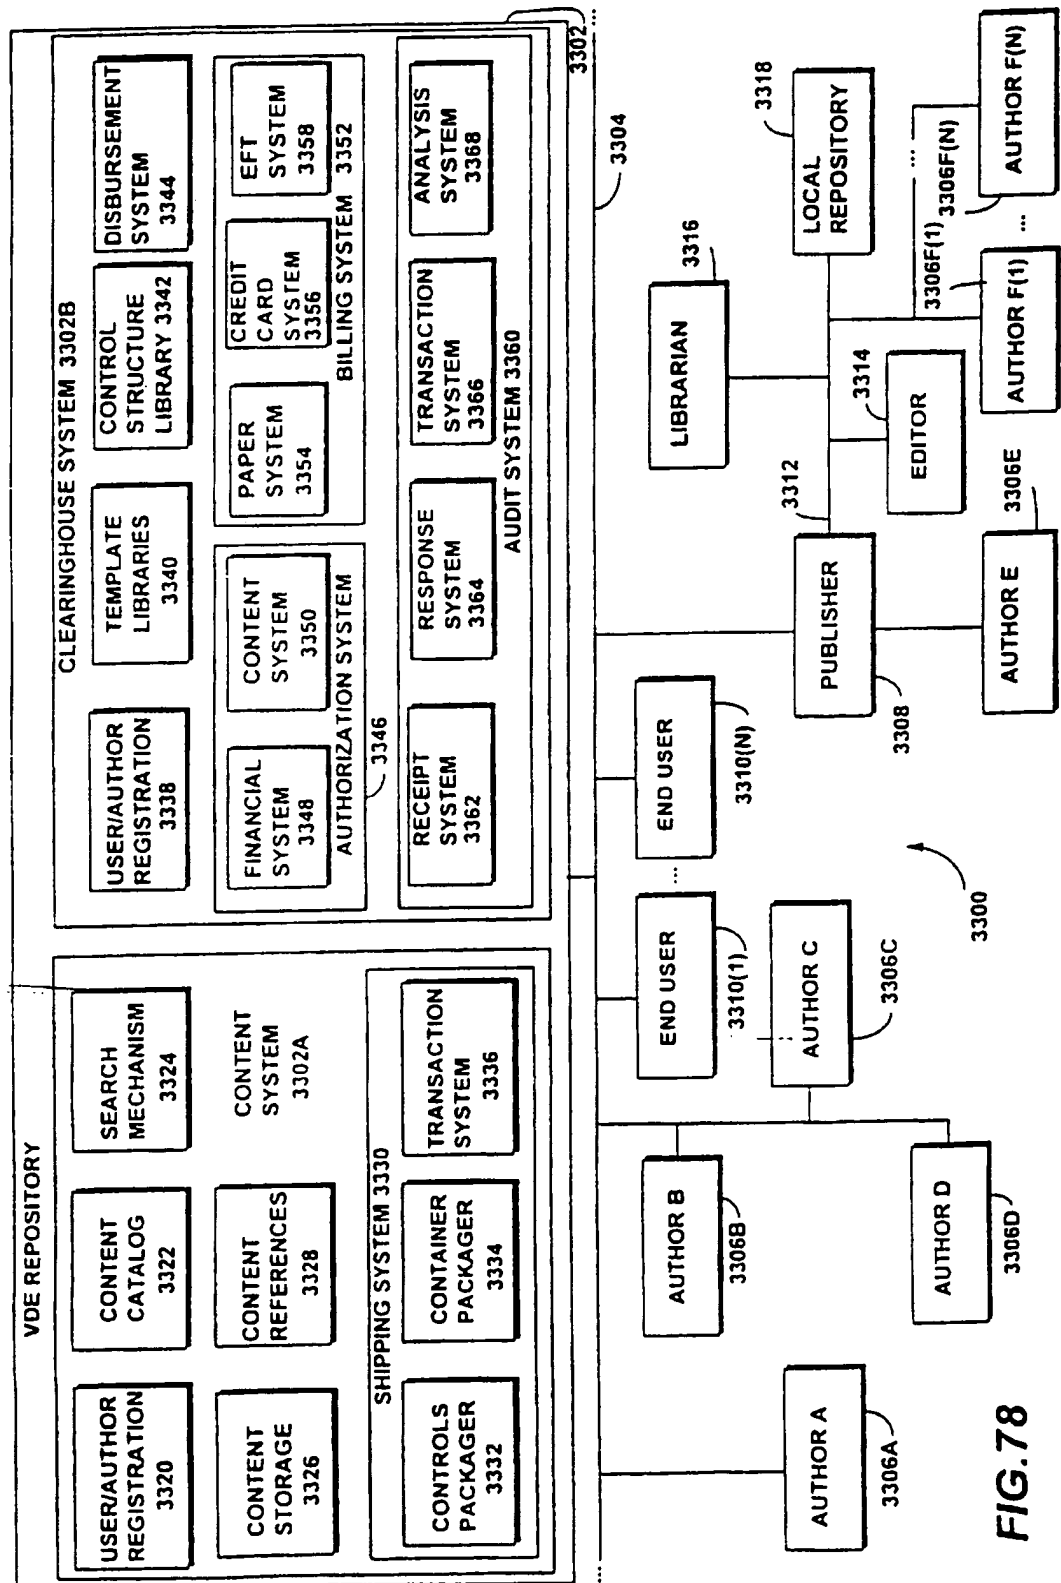 VDE REPOSITORY
USER/AUTHOR
REGISTRATION
3320
CONTENT
CATALOG
3322
SEARCH
MECHANISM
3324
CONTENT
STORAGE
3326
CONTENT
REFERENCES
3328
CONTENT
SYSTEM
3302A
SHIPPING SYSTEM 3330
CONTROLS
PACKAGER
3332
CONTAINER
PACKAGER
3334
TRANSACTION
SYSTEM
3336
CLEARINGHOUSE SYSTEM 3302B
USER/AUTHOR
REGISTRATION
3338
TEMPLATE
LIBRARIES
3340
CONTROL
STRUCTURE
LIBRARY 3342
DISBURSEMENT
SYSTEM
3344
FINANCIAL
SYSTEM
3348
CONTENT
SYSTEM
3350
AUTHORIZATION SYSTEM
3346
PAPER
SYSTEM
3354
CREDIT
CARD
SYSTEM
3356
EFT
SYSTEM
3358
BILLING SYSTEM 3352
RECEIPT
SYSTEM
3362
RESPONSE
SYSTEM
3364
TRANSACTION
SYSTEM
3366
ANALYSIS
SYSTEM
3368
AUDIT SYSTEM 3360
3302
...
...
3304
AUTHOR A
3306A
AUTHOR B
3306B
AUTHOR C
3306C
AUTHOR D
3306D
END USER
3310(1)
...
END USER
3310(N)
PUBLISHER
3308
3312
AUTHOR E
3306E
LIBRARIAN
3316
EDITOR
3314
LOCAL
REPOSITORY
3318
AUTHOR F(1)
3306F(1)
...
...
AUTHOR F(N)
3306F(N)
3300
FIG.78